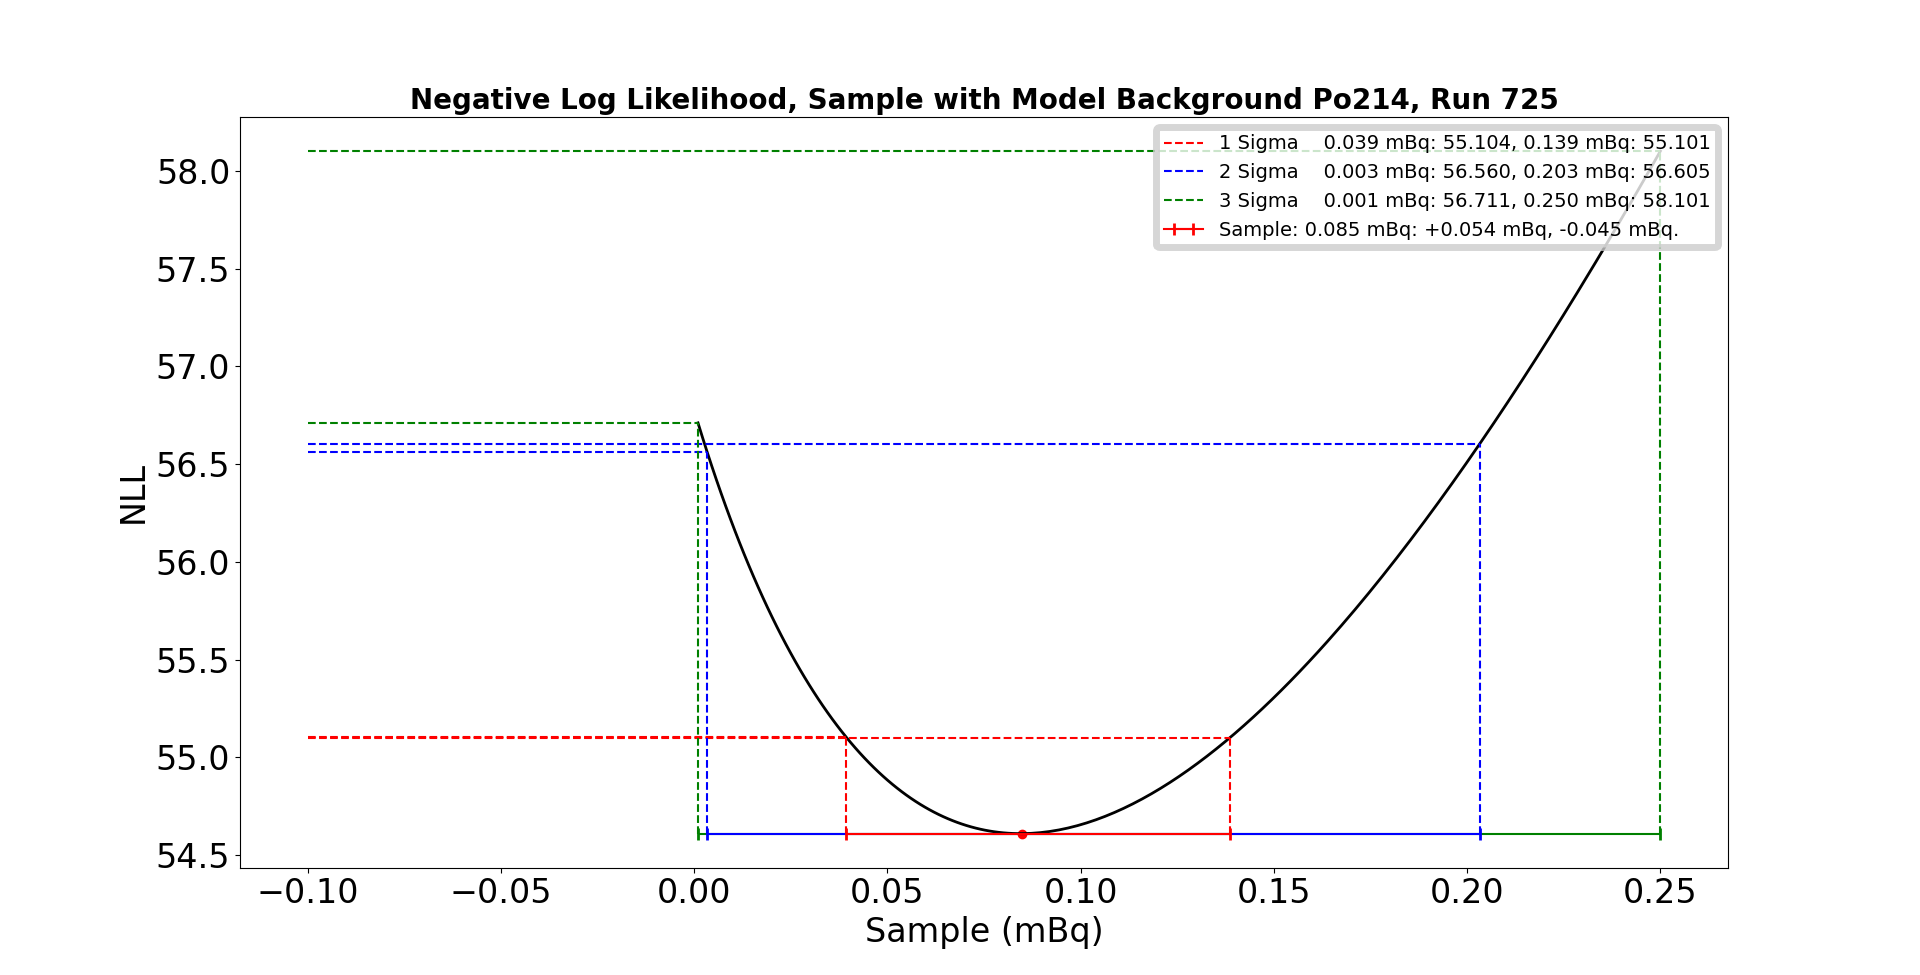 Negative Log Likelihood, Sample with Model Background Po214, Run 725
1 Sigma    0.039 mBq: 55.104, 0.139 mBq: 55.101
2 Sigma    0.003 mBq: 56.560, 0.203 mBq: 56.605
3 Sigma    0.001 mBq: 56.711, 0.250 mBq: 58.101
Sample: 0.085 mBq: +0.054 mBq, -0.045 mBq.
58.0
57.5
57.0
56.5
56.0
55.5
55.0
54.5
NLL
−0.10 −0.05 0.00 0.05 0.10 0.15 0.20 0.25
Sample (mBq)